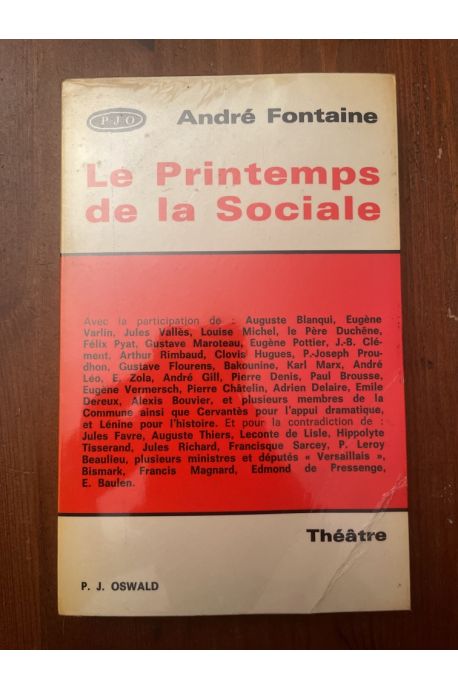 P·J·O
André Fontaine
Le Printemps
de la Sociale
Avec la participation de : Auguste Blanqui, Eugène
Varlin, Jules Vallès, Louise Michel, le Père Duchêne,
Félix Pyat, Gustave Maroteau, Eugène Pottier, J.-B. Clé-
ment, Arthur Rimbaud, Clovis Hugues, P.-Joseph Prou-
dhon, Gustave Flourens, Bakounine, Karl Marx, André
Léo, E. Zola, André Gill, Pierre Denis, Paul Brousse,
Eugène Vermersch, Pierre Châtelin, Adrien Delaire, Emile
Dereux, Alexis Bouvier, et plusieurs membres de la
Commune ainsi que Cervantès pour l'appui dramatique,
et Lénine pour l'histoire. Et pour la contradiction de :
Jules Favre, Auguste Thiers, Leconte de Lisle, Hippolyte
Tisserand, Jules Richard, Francisque Sarcey, P. Leroy
Beaulieu, plusieurs ministres et députés « Versaillais »,
Bismark, Francis Magnard, Edmond de Pressenge,
E. Baulen.
Théâtre
P. J. OSWALD